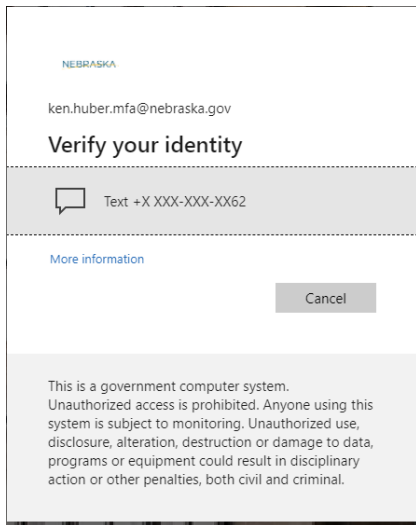 NEBRASKA
ken.huber.mfa@nebraska.gov
Verify your identity
Text +X XXX-XXX-XX62
More information
Cancel
This is a government computer system.
Unauthorized access is prohibited. Anyone using this
system is subject to monitoring. Unauthorized use,
disclosure, alteration, destruction or damage to data,
programs or equipment could result in disciplinary
action or other penalties, both civil and criminal.